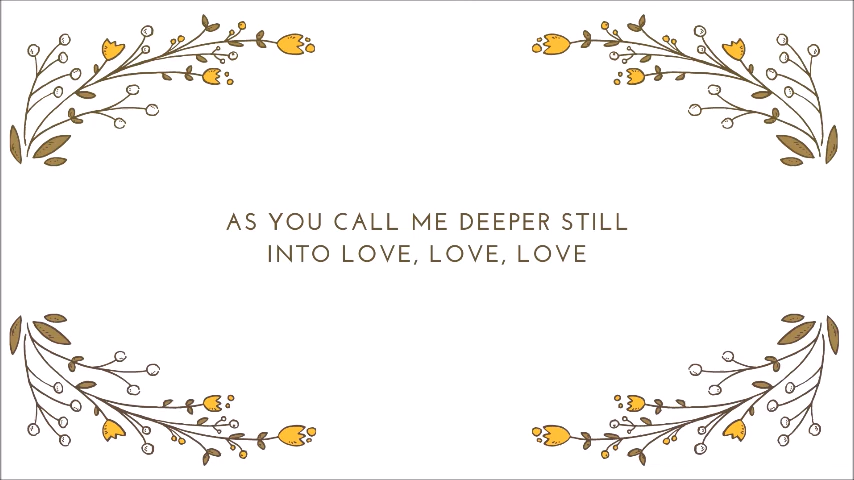 AS YOU CALL ME DEEPER STILL
INTO LOVE, LOVE, LOVE